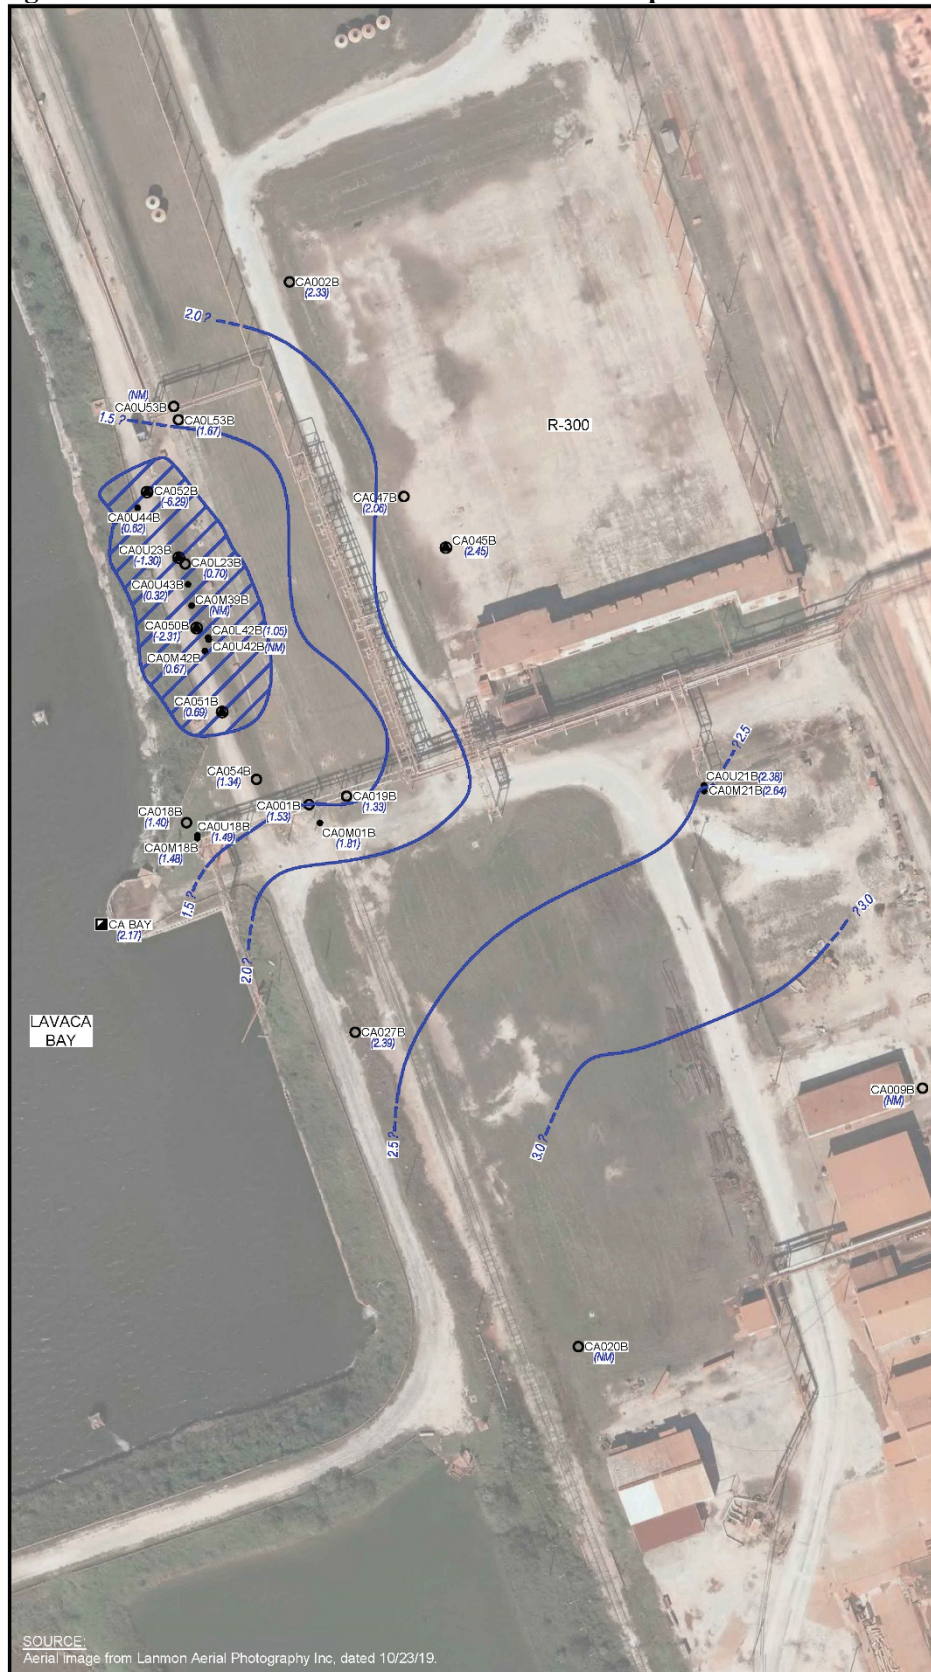 CA002B
(2.33)
2.0 ?
(NM)
CA0U53B
CA0L53B
(1.67)
1.5 ?
R-300
CA052B
(-6.29)
CA0U44B
(0.62)
CA047B
(2.06)
CA045B
(2.45)
CA0U23B
(-1.30)
CA0L23B
(0.70)
CA0U43B
(0.32)
CA0M39B
(NM)
CA050B
(-2.31)
CA0L42B (1.05)
CA0U42B (NM)
CA0M42B
(0.67)
CA051B
(0.69)
?2.5
CA054B
(1.34)
CA0U21B (2.38)
CA0M21B (2.64)
CA019B
(1.33)
CA001B
(1.53)
CA018B
(1.40)
CA0M01B
(1.81)
CA0U18B
(1.49)
CA0M18B
(1.48)
1.5 ?
?3.0
CA BAY
(2.17)
2.0 ?
LAVACA
BAY
CA027B
(2.39)
CA009B
(NM)
2.5 ?
3.0 ?
CA020B
(NM)
SOURCE:
Aerial image from Lanmon Aerial Photography Inc, dated 10/23/19.